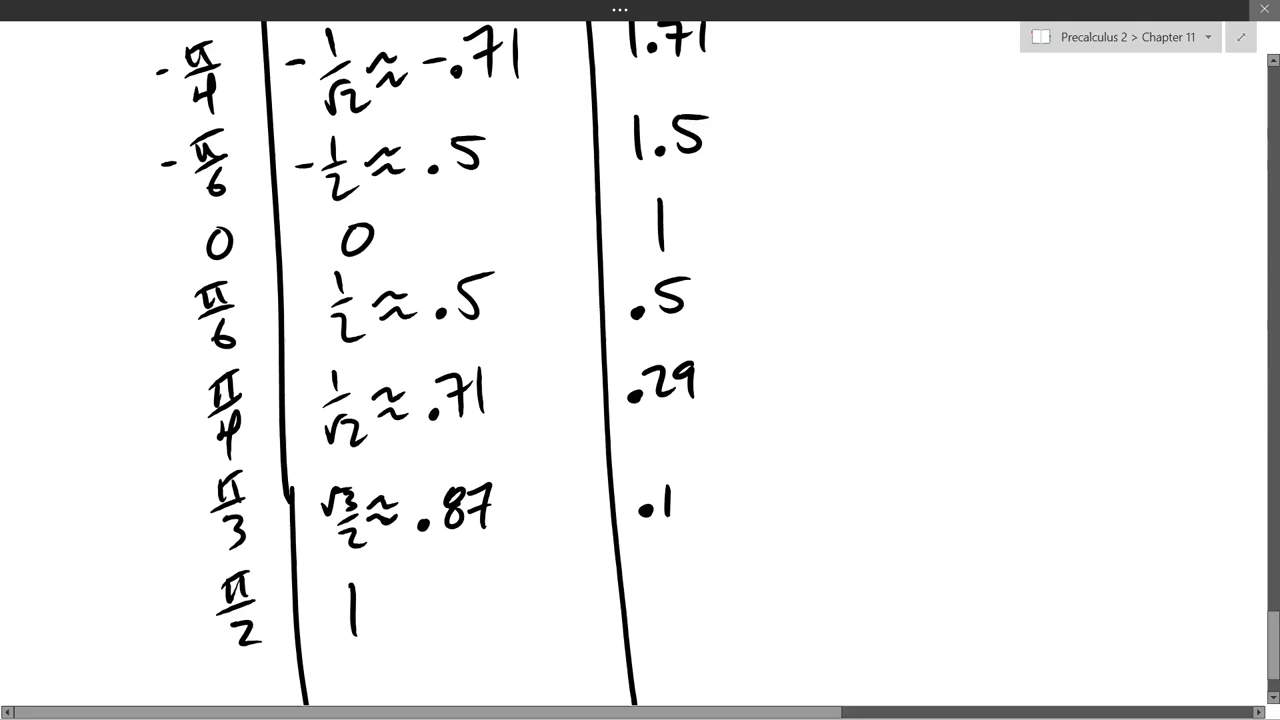 ...
Precalculus 2 > Chapter 11
-π/4 -1/√2 ≈ -.71 1.71
-π/6 -1/2 ≈ .5 1.5
0 0 1
π/6 1/2 ≈ .5 .5
π/4 1/√2 ≈ .71 .29
π/3 √3/2 ≈ .87 .1
π/2 1